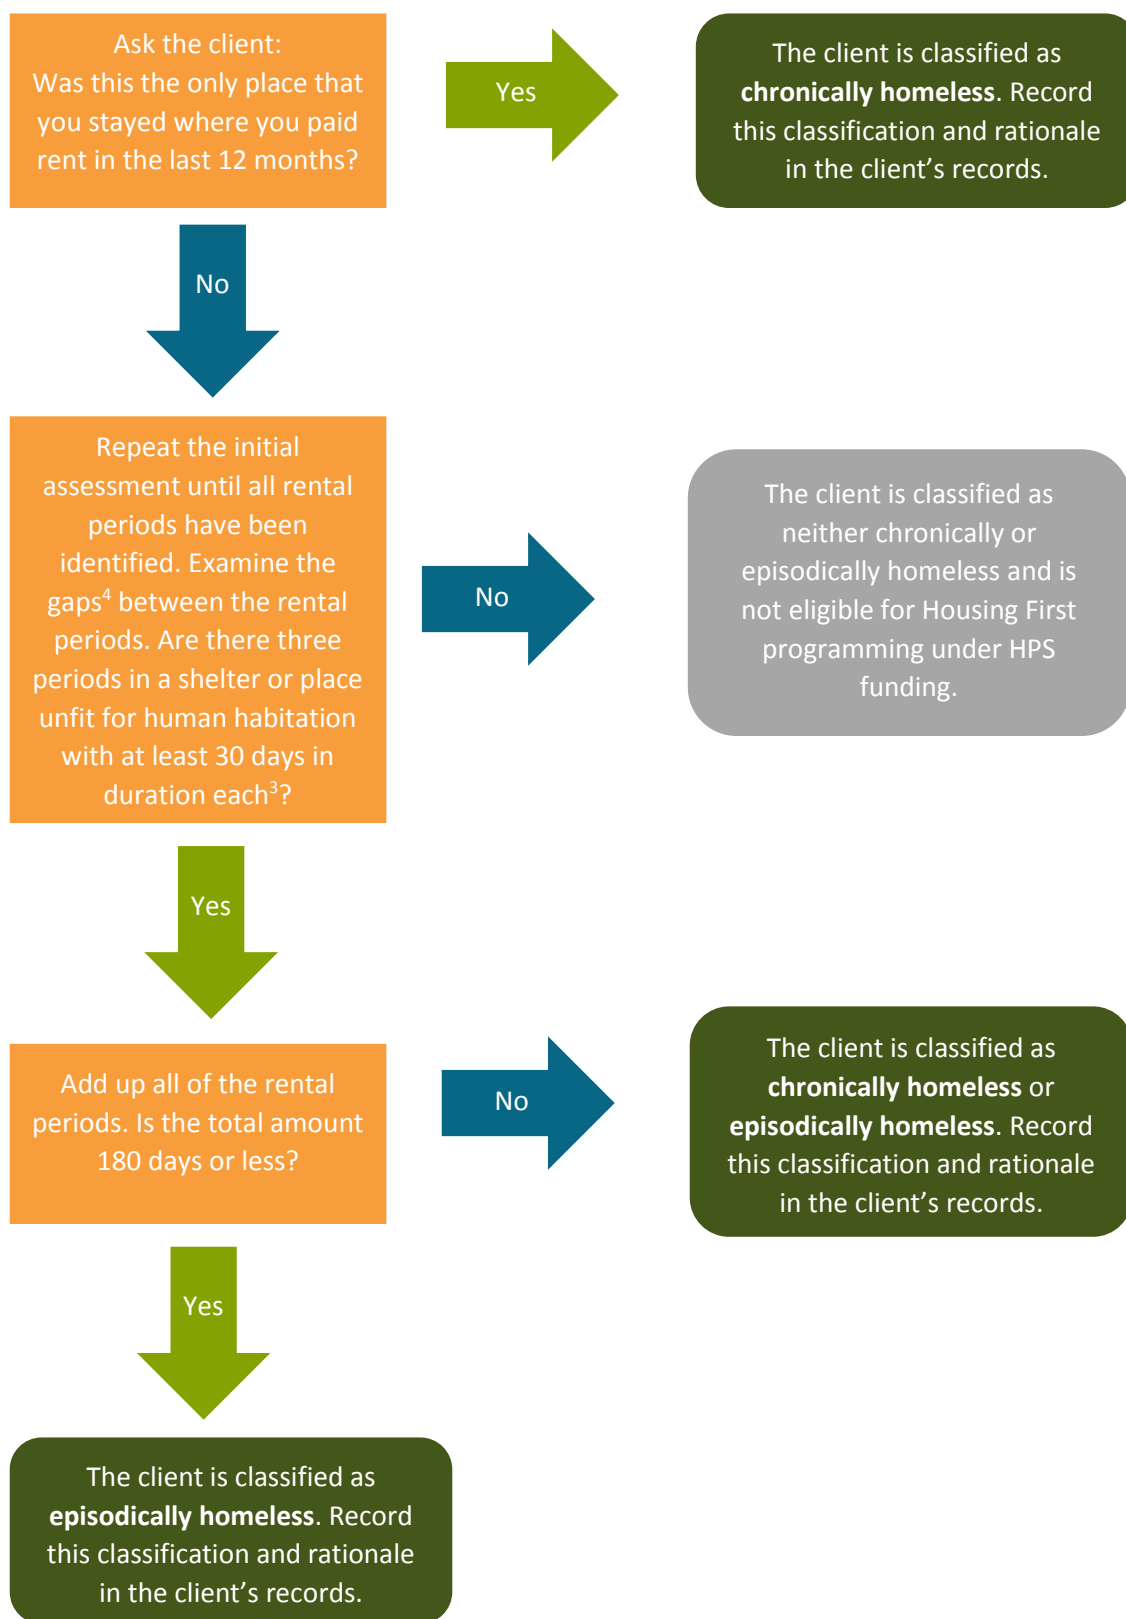 Ask the client:
Was this the only place that
you stayed where you paid
rent in the last 12 months?
Yes
The client is classified as
chronically homeless. Record
this classification and rationale
in the client's records.
No
Repeat the initial
assessment until all rental
periods have been
identified. Examine the
gaps⁴ between the rental
periods. Are there three
periods in a shelter or place
unfit for human habitation
with at least 30 days in
duration each³?
No
The client is classified as
neither chronically or
episodically homeless and is
not eligible for Housing First
programming under HPS
funding.
Yes
Add up all of the rental
periods. Is the total amount
180 days or less?
No
The client is classified as
chronically homeless or
episodically homeless. Record
this classification and rationale
in the client's records.
Yes
The client is classified as
episodically homeless. Record
this classification and rationale
in the client's records.